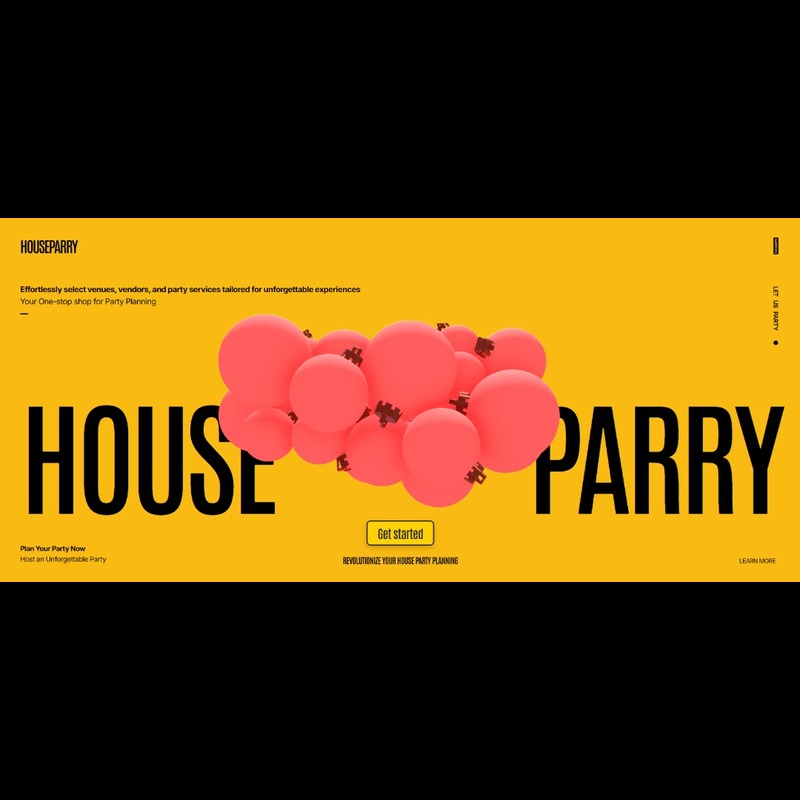 HOUSEPARRY
Effortlessly select venues, vendors, and party services tailored for unforgettable experiences
Your One-stop shop for Party Planning
LET US PARTY
HOUSE PARRY
Get started
Plan Your Party Now
Host an Unforgettable Party
REVOLUTIONIZE YOUR HOUSE PARTY PLANNING
LEARN MORE